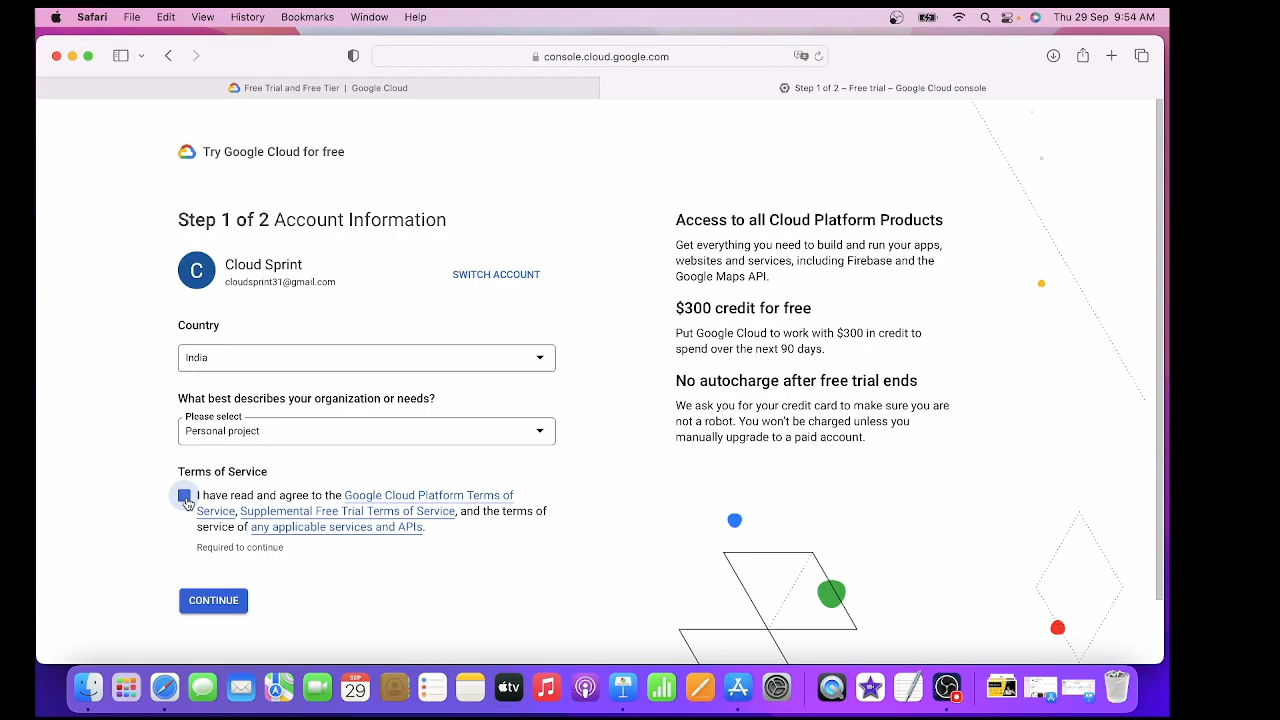 Safari File Edit View History Bookmarks Window Help Thu 29 Sep 9:54 AM
console.cloud.google.com
Free Trial and Free Tier | Google Cloud
Step 1 of 2 – Free trial – Google Cloud console
Try Google Cloud for free
Step 1 of 2 Account Information
C
Cloud Sprint
cloudsprint31@gmail.com
SWITCH ACCOUNT
Country
India
What best describes your organization or needs?
Please select
Personal project
Terms of Service
I have read and agree to the Google Cloud Platform Terms of
Service, Supplemental Free Trial Terms of Service, and the terms of
service of any applicable services and APIs.
Required to continue
CONTINUE
Access to all Cloud Platform Products
Get everything you need to build and run your apps,
websites and services, including Firebase and the
Google Maps API.
$300 credit for free
Put Google Cloud to work with $300 in credit to
spend over the next 90 days.
No autocharge after free trial ends
We ask you for your credit card to make sure you are
not a robot. You won't be charged unless you
manually upgrade to a paid account.
SEP
29
tv